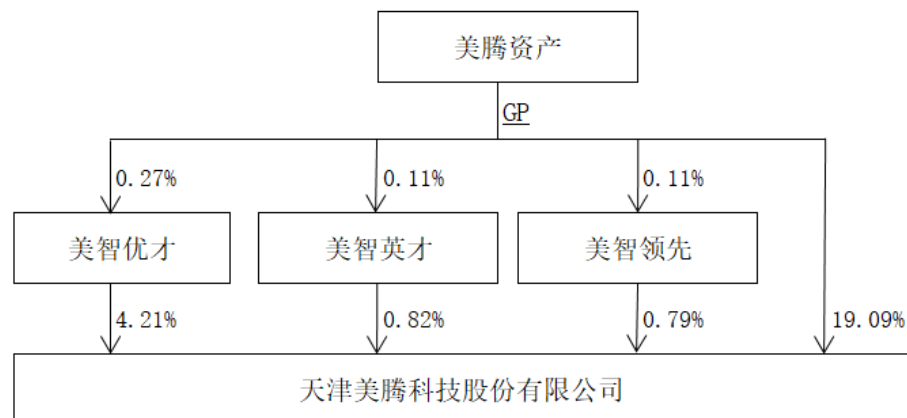 美腾资产
GP
0.27%
0.11%
0.11%
美智优才
美智英才
美智领先
4.21%
0.82%
0.79%
19.09%
天津美腾科技股份有限公司